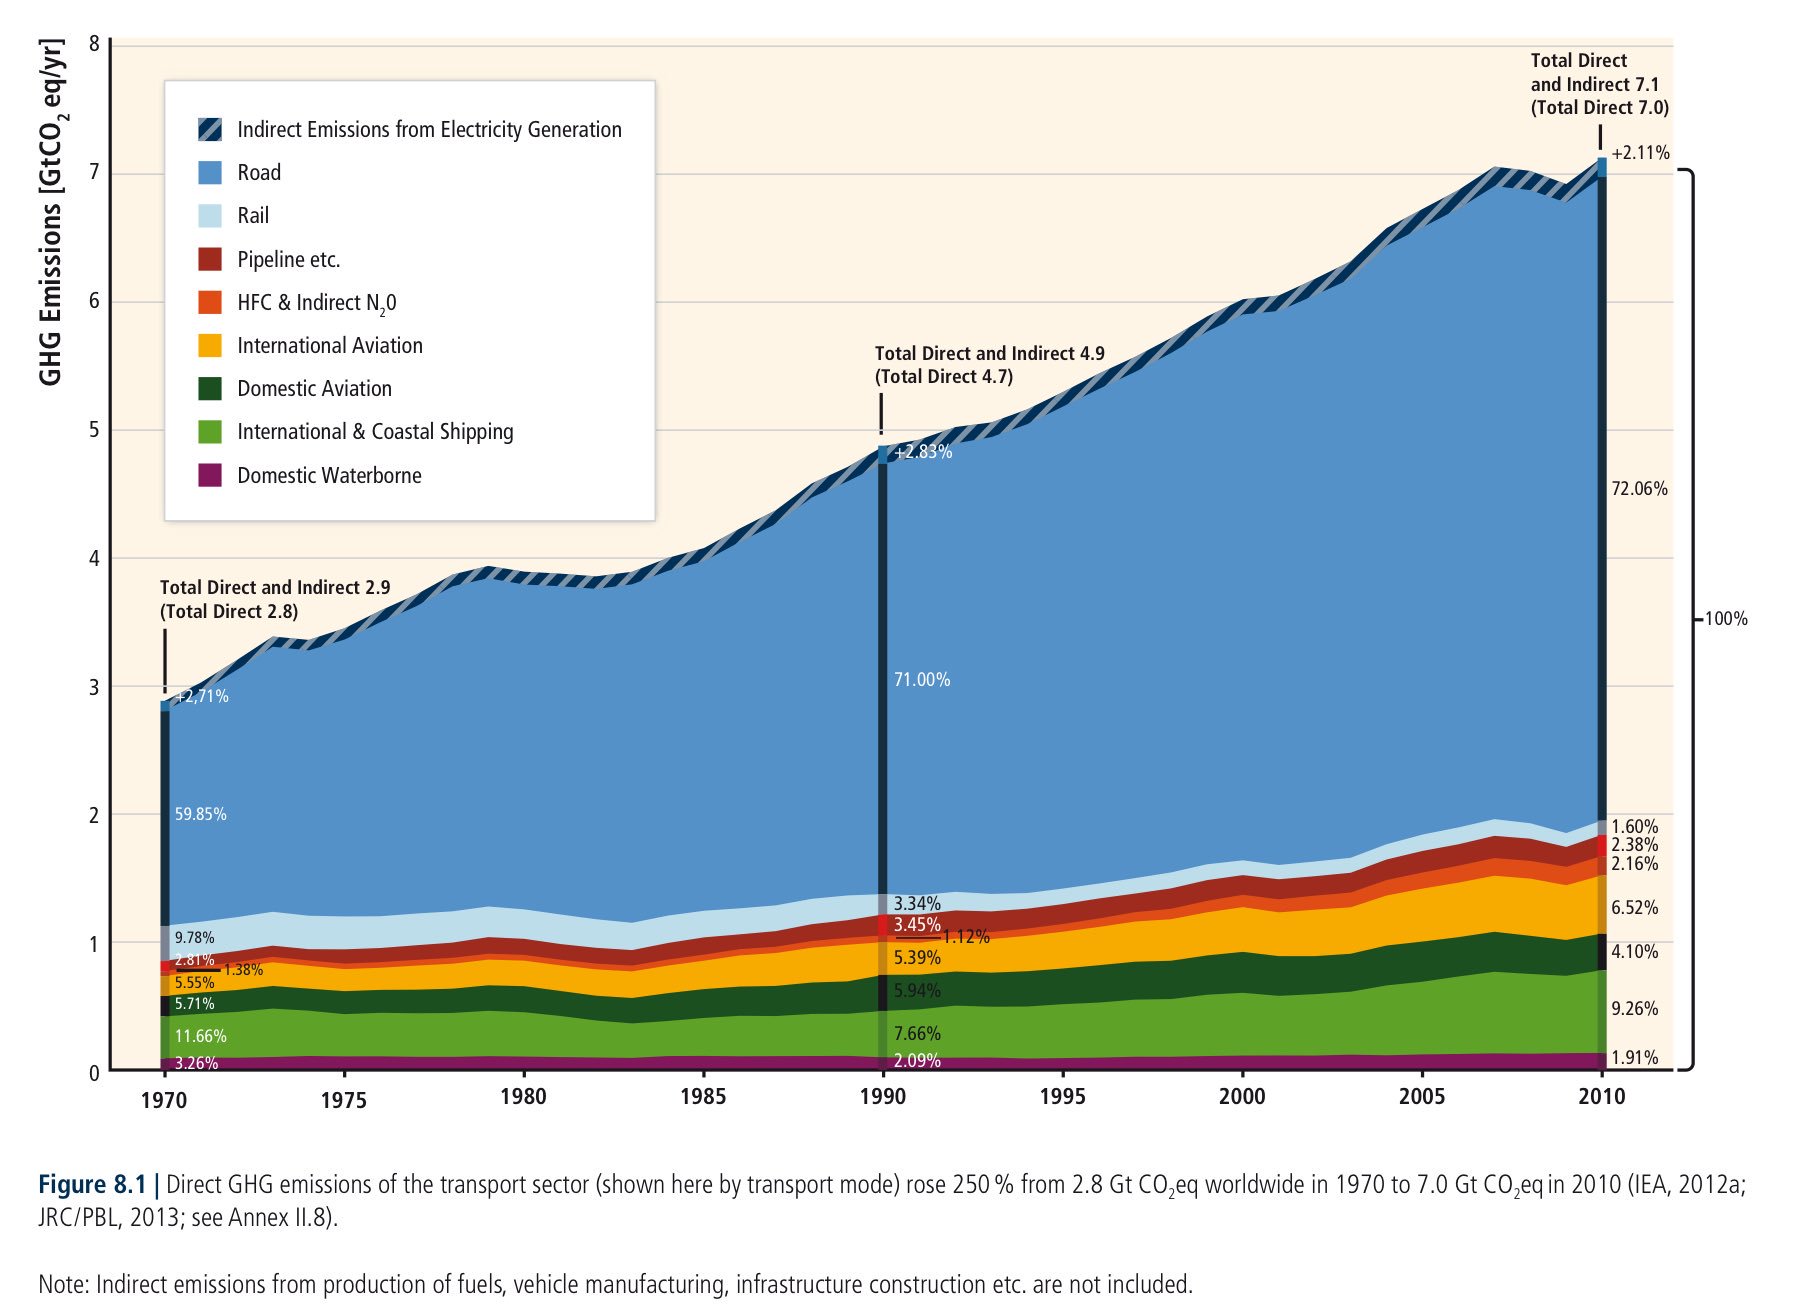 GHG Emissions [GtCO2 eq/yr]
8
7
6
5
4
3
2
1
0
Indirect Emissions from Electricity Generation
Road
Rail
Pipeline etc.
HFC & Indirect N20
International Aviation
Domestic Aviation
International & Coastal Shipping
Domestic Waterborne
Total Direct and Indirect 2.9
(Total Direct 2.8)
+2,71%
59.85%
9.78%
2.81%
1.38%
5.55%
5.71%
11.66%
3.26%
Total Direct and Indirect 4.9
(Total Direct 4.7)
+2.83%
71.00%
3.34%
3.45%
1.12%
5.39%
5.94%
7.66%
2.09%
Total Direct
and Indirect 7.1
(Total Direct 7.0)
+2.11%
72.06%
1.60%
2.38%
2.16%
6.52%
4.10%
9.26%
1.91%
100%
1970
1975
1980
1985
1990
1995
2000
2005
2010
Figure 8.1 | Direct GHG emissions of the transport sector (shown here by transport mode) rose 250 % from 2.8 Gt CO2eq worldwide in 1970 to 7.0 Gt CO2eq in 2010 (IEA, 2012a;
JRC/PBL, 2013; see Annex II.8).
Note: Indirect emissions from production of fuels, vehicle manufacturing, infrastructure construction etc. are not included.